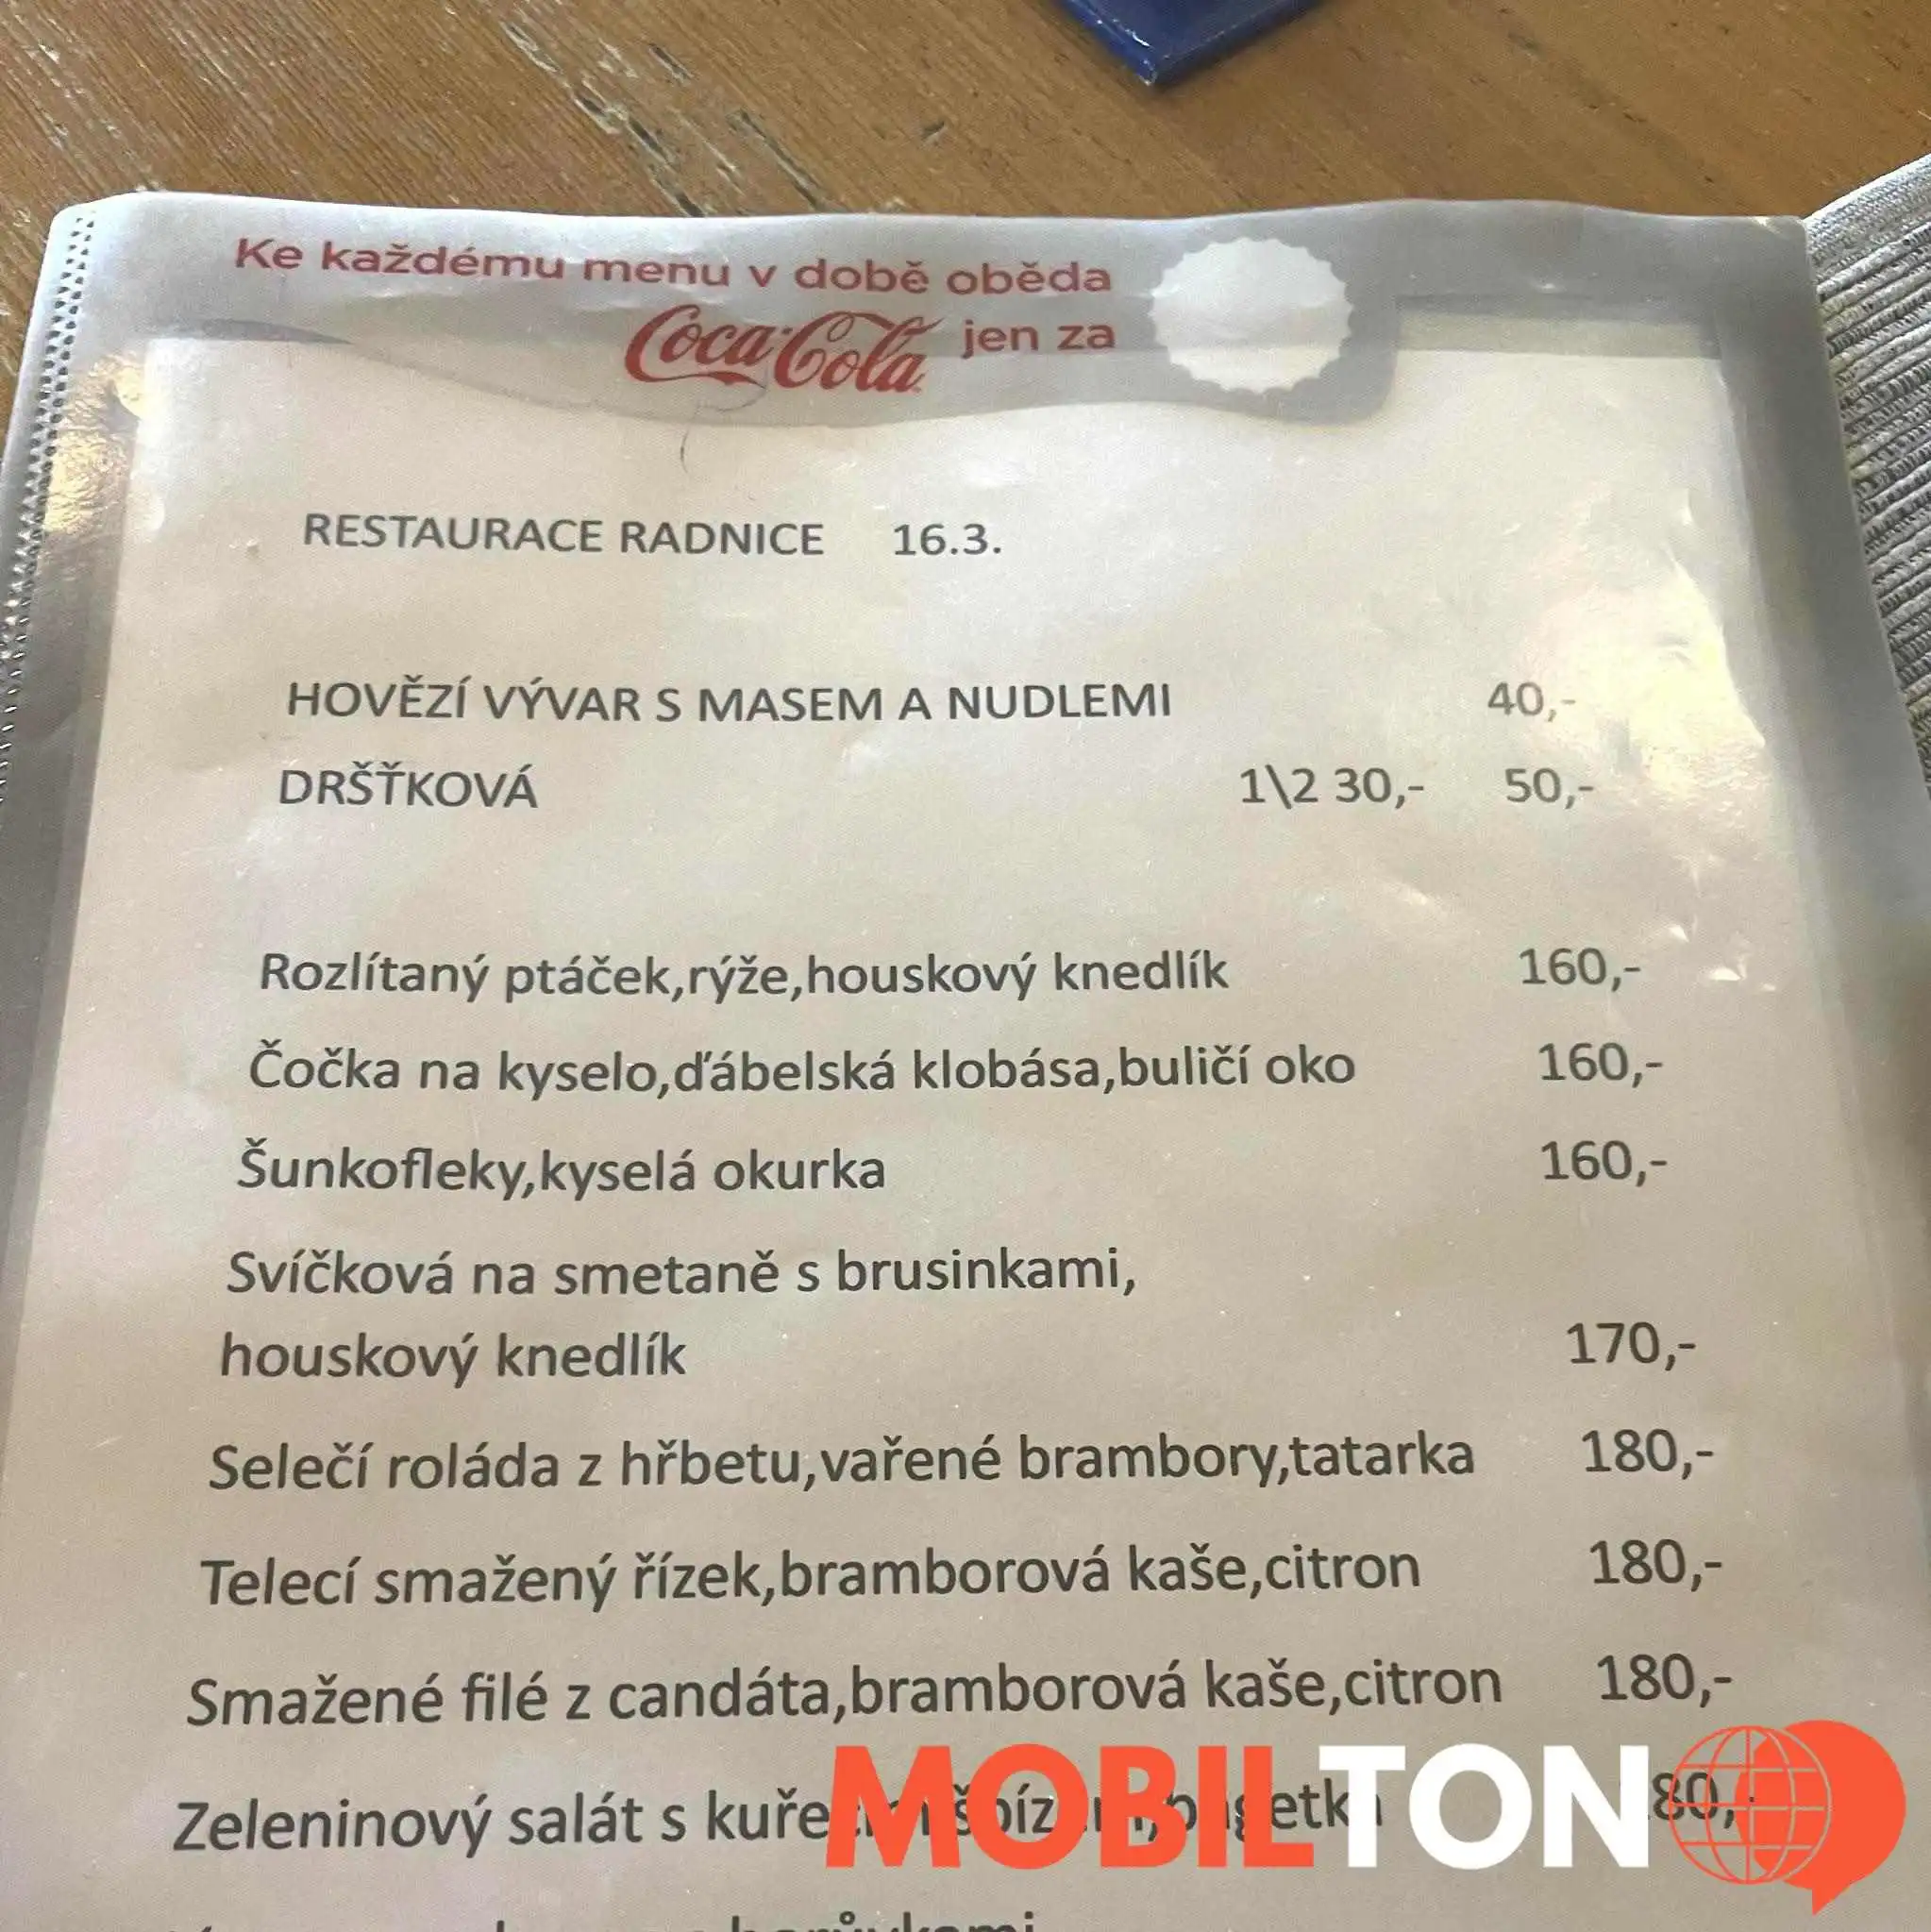 Ke každému menu v době oběda
Coca-Cola jen za
RESTAURACE RADNICE 16.3.
HOVĚZÍ VÝVAR S MASEM A NUDLEMI 40,-
DRŠŤKOVÁ 1\2 30,- 50,-
Rozlítaný ptáček,rýže,houskový knedlík 160,-
Čočka na kyselo,ďábelská klobása,buličí oko 160,-
Šunkofleky,kyselá okurka 160,-
Svíčková na smetaně s brusinkami,
houskový knedlík 170,-
Selečí roláda z hřbetu,vařené brambory,tatarka 180,-
Telecí smažený řízek,bramborová kaše,citron 180,-
Smažené filé z candáta,bramborová kaše,citron 180,-
Zeleninový salát s
MOBILTON